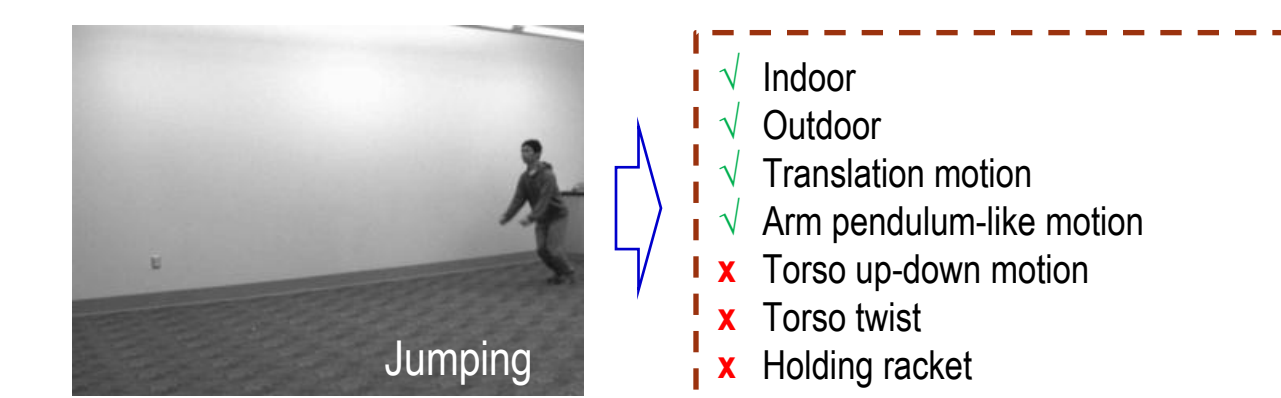 √ Indoor
√ Outdoor
√ Translation motion
√ Arm pendulum-like motion
x Torso up-down motion
x Torso twist
x Holding racket
Jumping